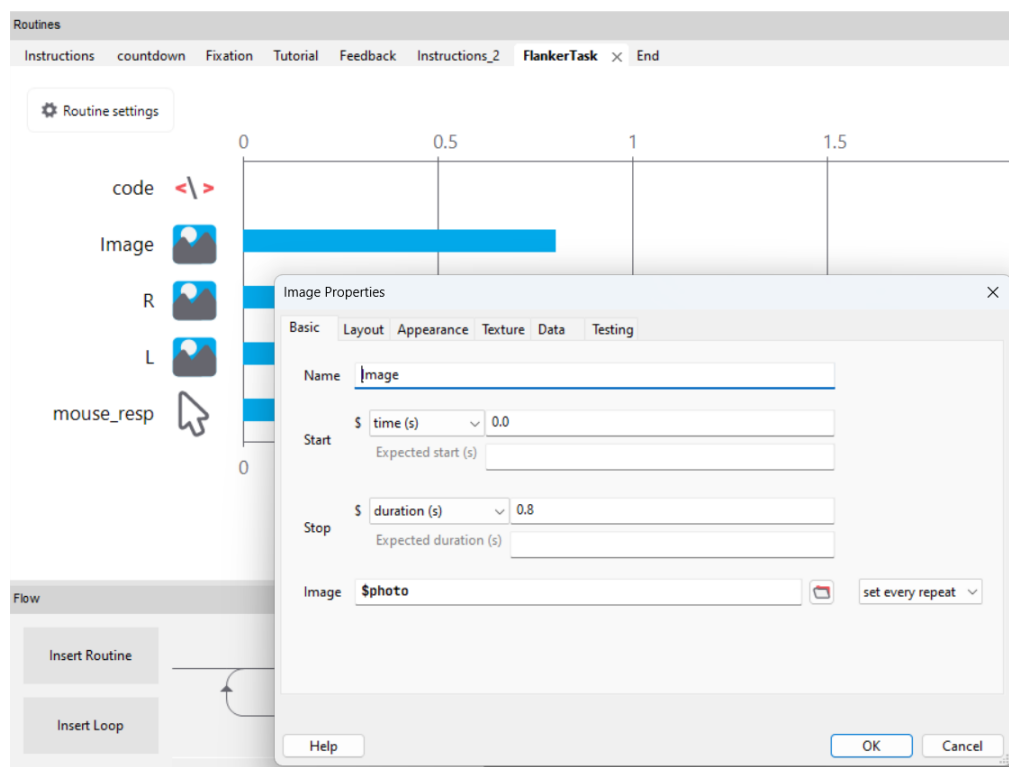 Routines
Instructions countdown Fixation Tutorial Feedback Instructions_2 FlankerTask End
Routine settings
0 0.5 1 1.5
code
Image
R
L
mouse_resp
0
Image Properties
Basic Layout Appearance Texture Data Testing
Name Image
Start $ time (s) 0.0
Expected start (s)
Stop $ duration (s) 0.8
Expected duration (s)
Image $photo set every repeat
Help OK Cancel
Flow
Insert Routine
Insert Loop